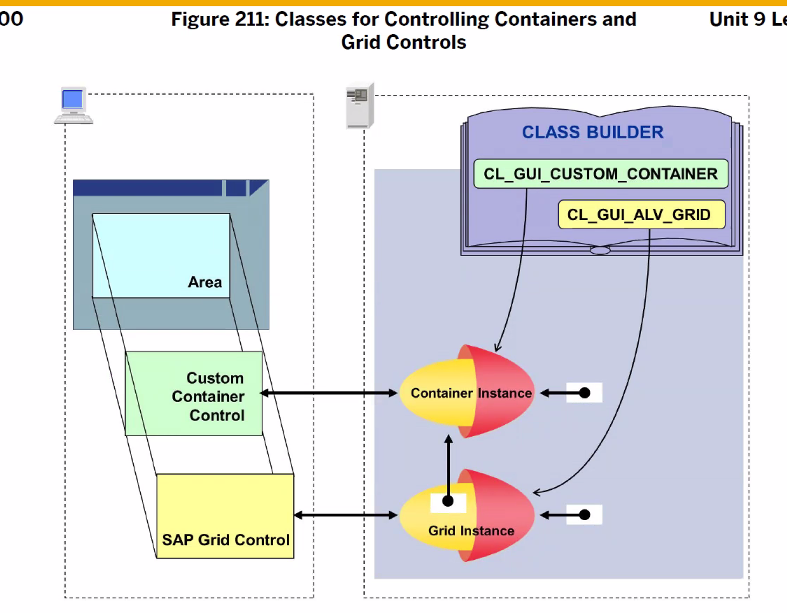 00
Figure 211: Classes for Controlling Containers and
Grid Controls
Unit 9 Le
CLASS BUILDER
CL_GUI_CUSTOM_CONTAINER
CL_GUI_ALV_GRID
Area
Custom
Container
Control
Container Instance
SAP Grid Control
Grid Instance